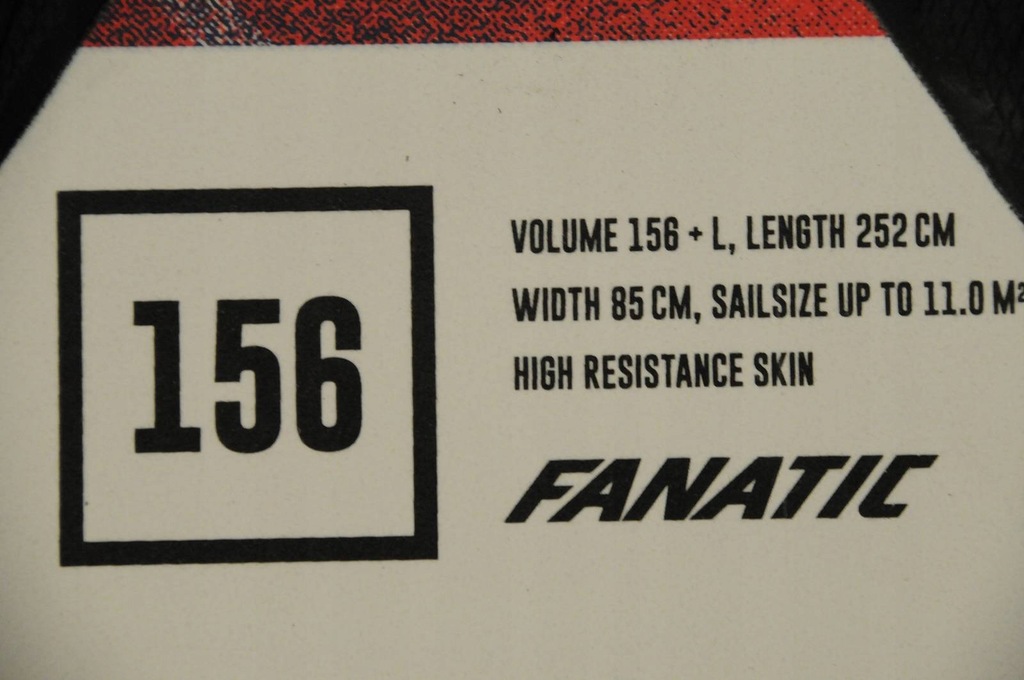 156
VOLUME 156 + L, LENGTH 252 CM
WIDTH 85 CM, SAILSIZE UP TO 11.0 M²
HIGH RESISTANCE SKIN
FANATIC